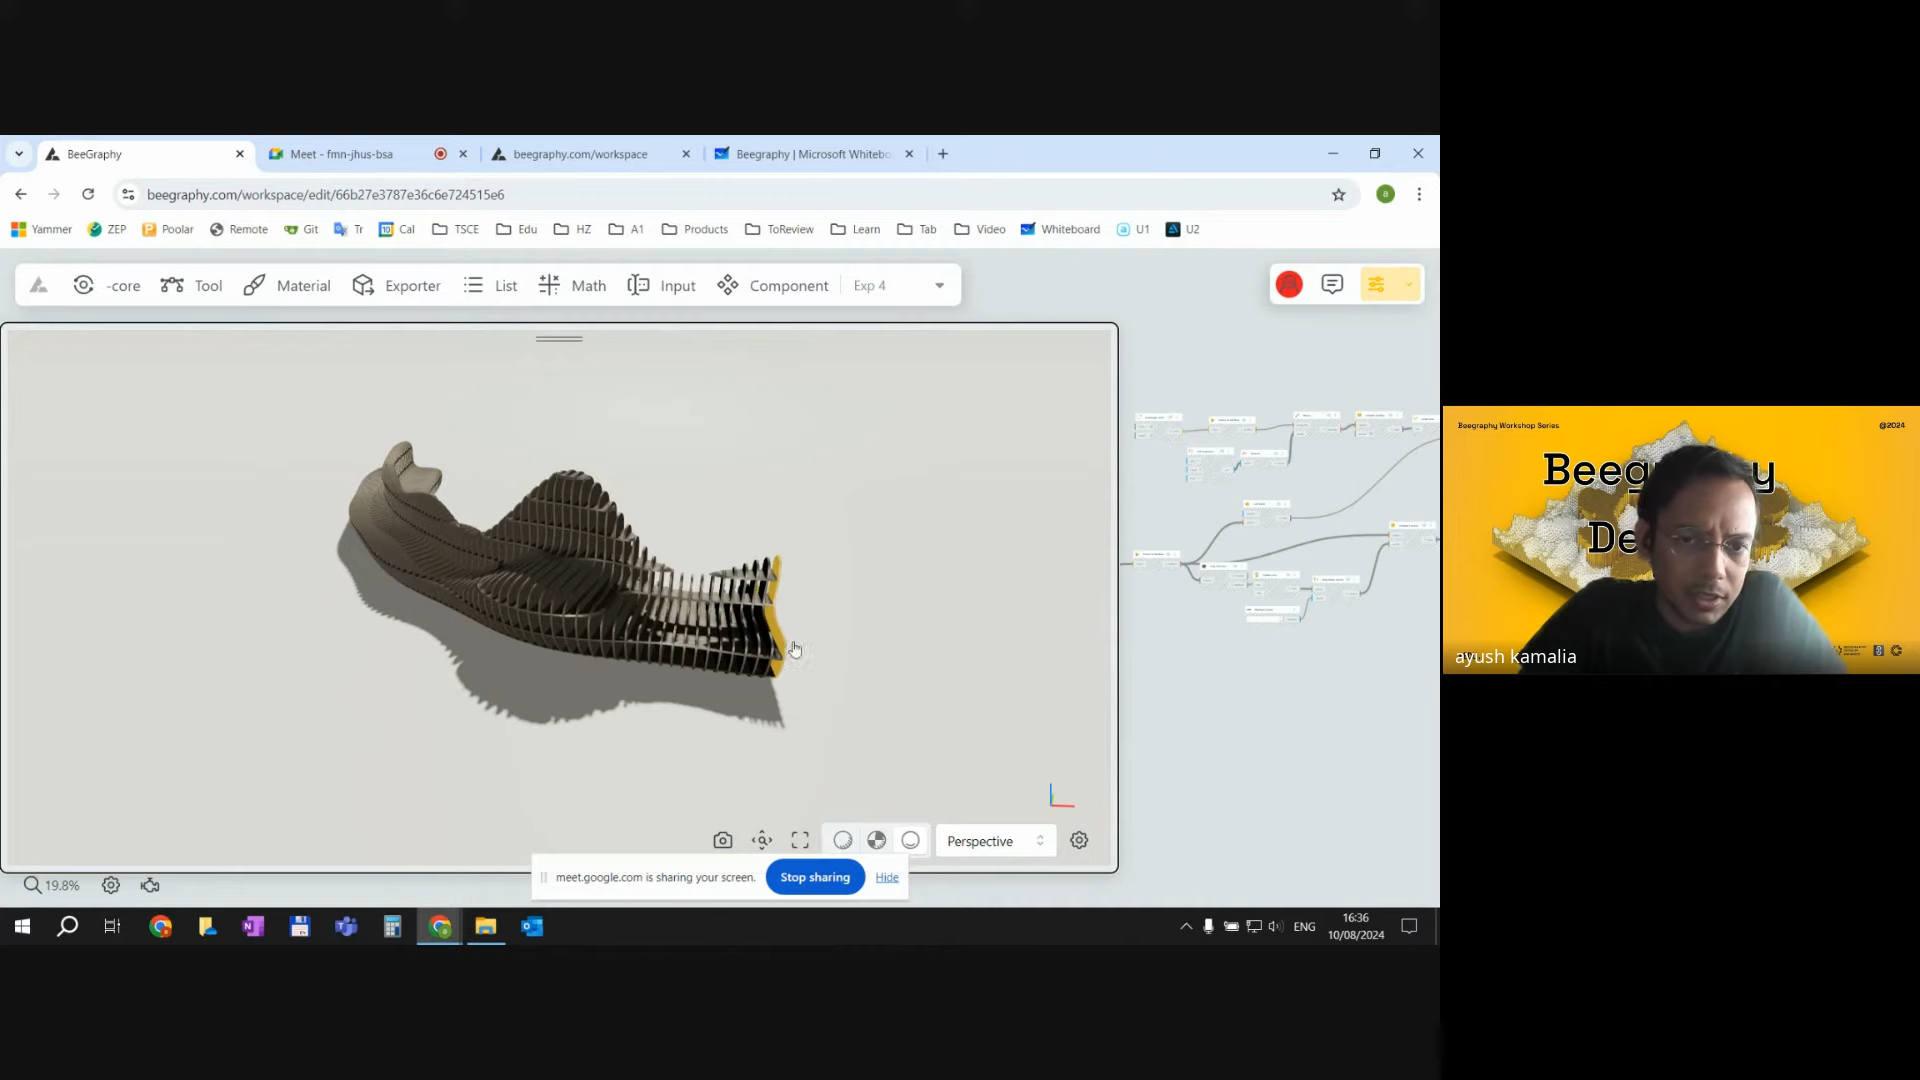 BeeGraphy
Meet - fmn-jhus-bsa
beegraphy.com/workspace
Beegraphy | Microsoft Whitebo
beegraphy.com/workspace/edit/66b27e3787e36c6e724515e6
a
Yammer
ZEP
Poolar
Remote
Git
Tr
Cal
TSCE
Edu
HZ
A1
Products
ToReview
Learn
Tab
Video
Whiteboard
U1
U2
-core
Tool
Material
Exporter
List
Math
Input
Component
Exp 4
Perspective
meet.google.com is sharing your screen.
Stop sharing
Hide
19.8%
ENG
16:36
10/08/2024
Beegraphy Workshop Series
@2024
ayush kamalia